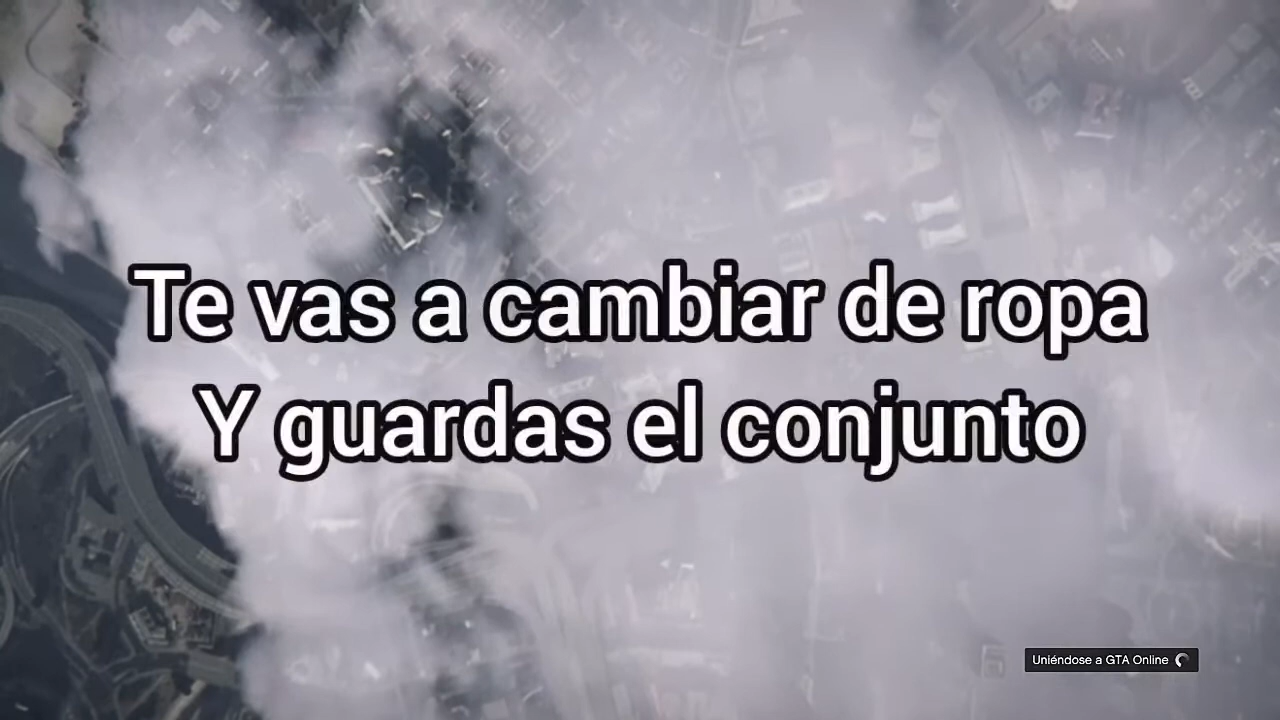 Te vas a cambiar de ropa
Y guardas el conjunto
Uniéndose a GTA Online